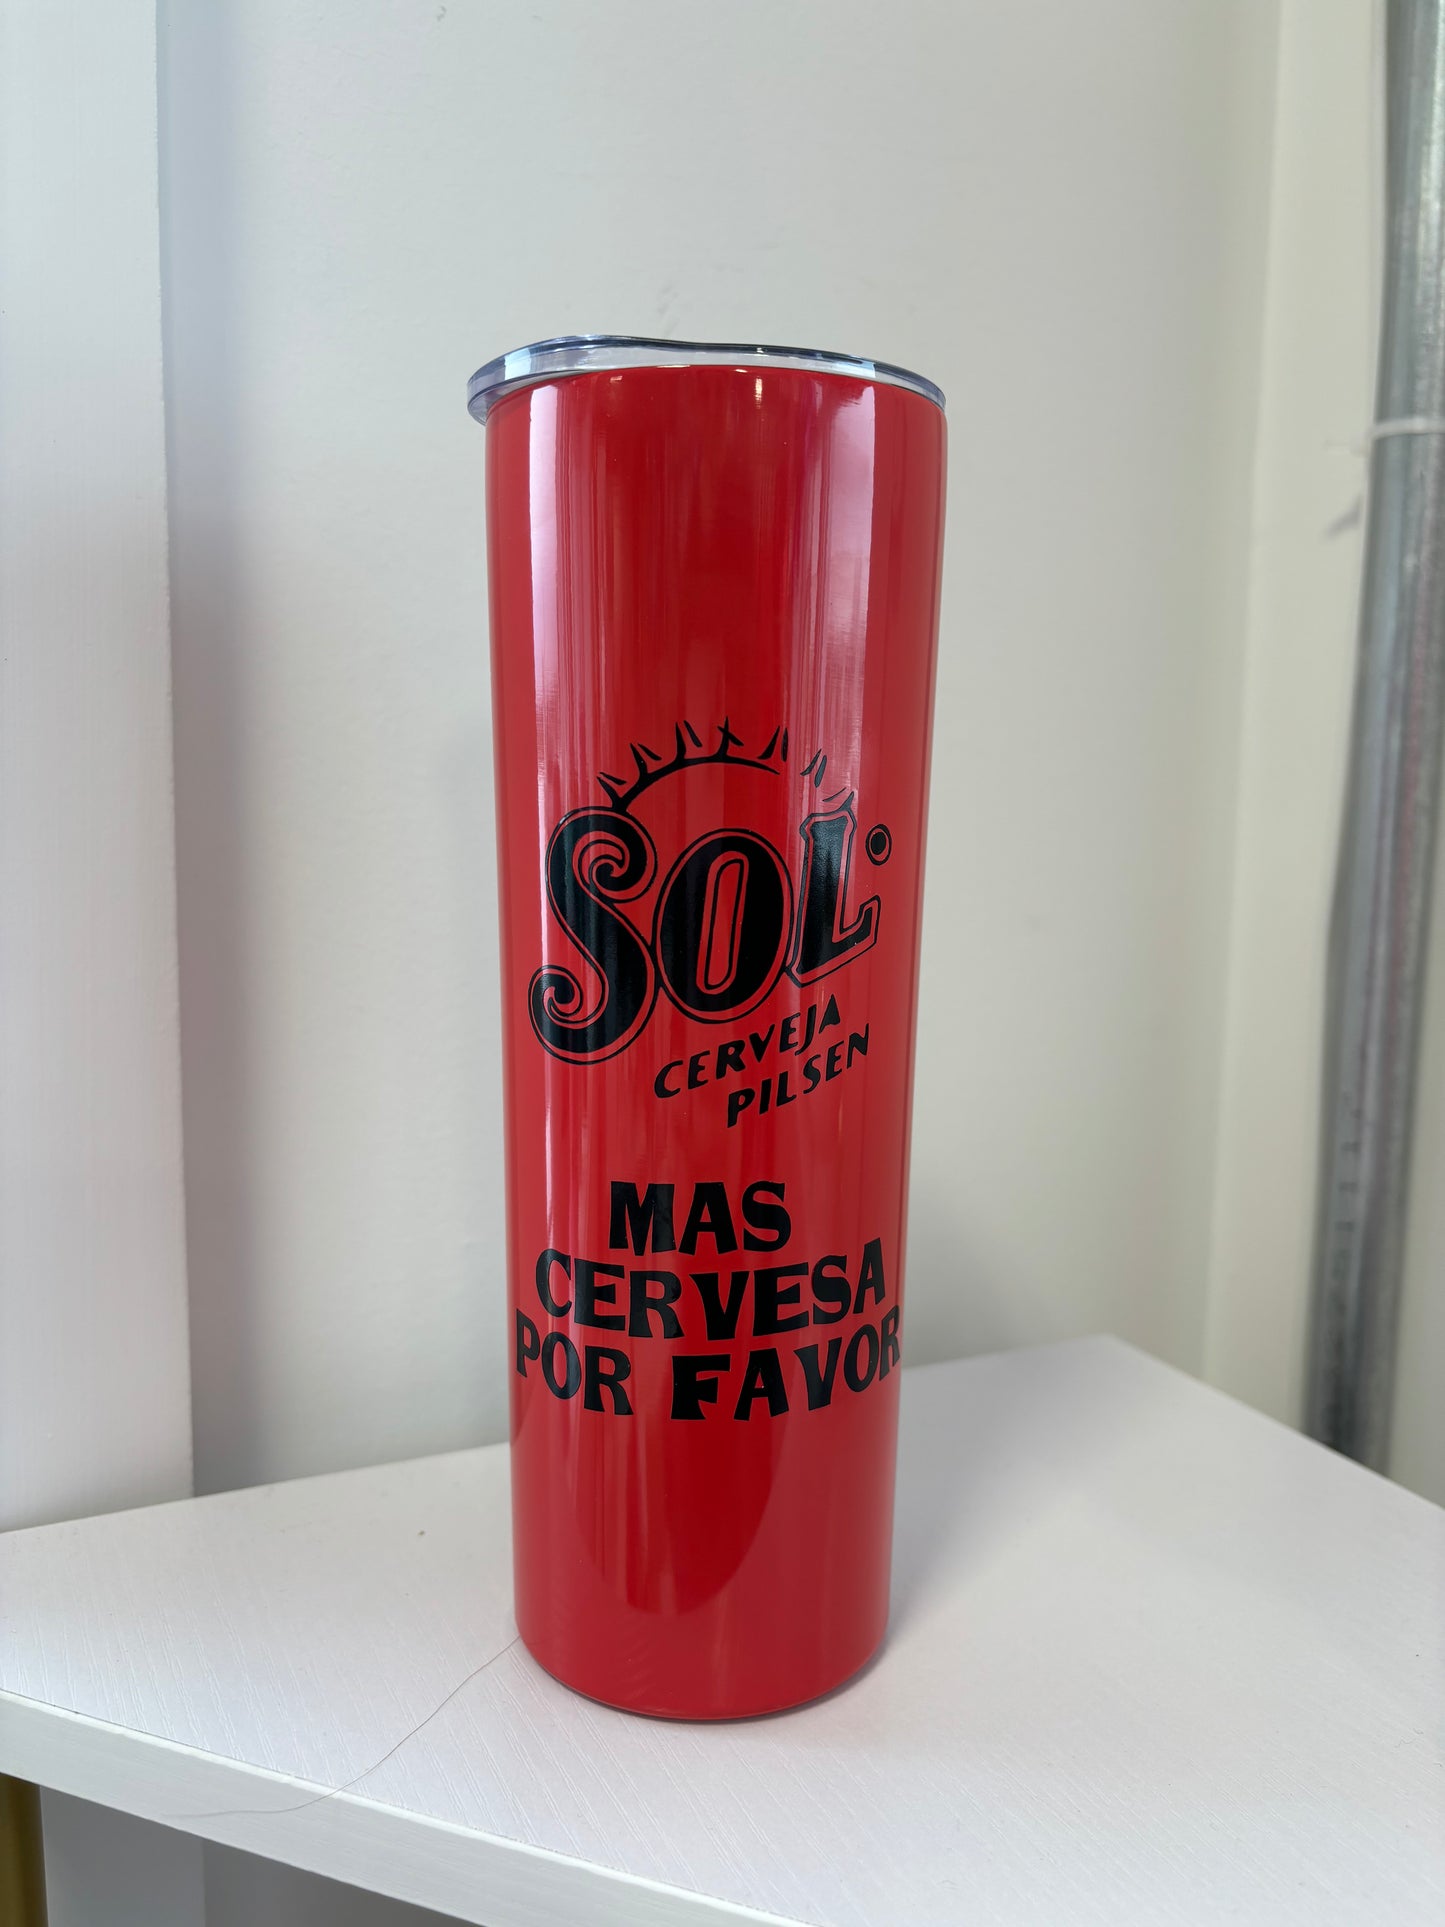 SOL
CERVEJA
PILSEN
MAS
CERVESA
POR FAVOR